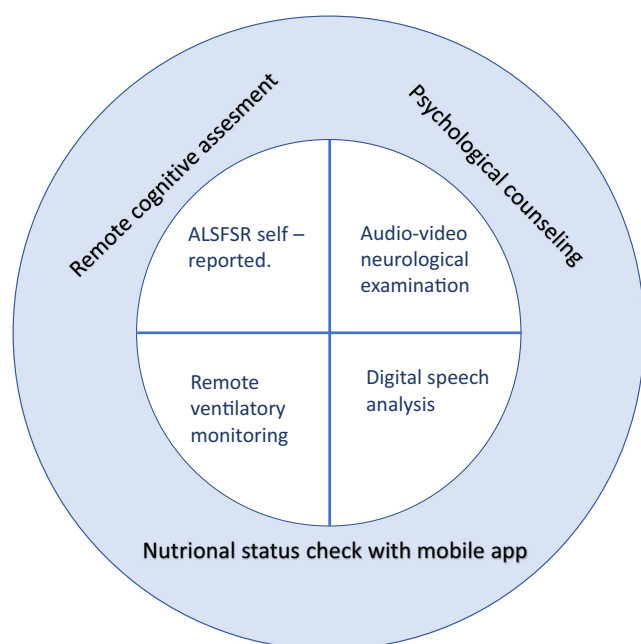 Remote cognitive assesment
Psychological counseling
ALSFSR self –
reported.
Audio-video
neurological
examination
Remote
ventilatory
monitoring
Digital speech
analysis
Nutrional status check with mobile app